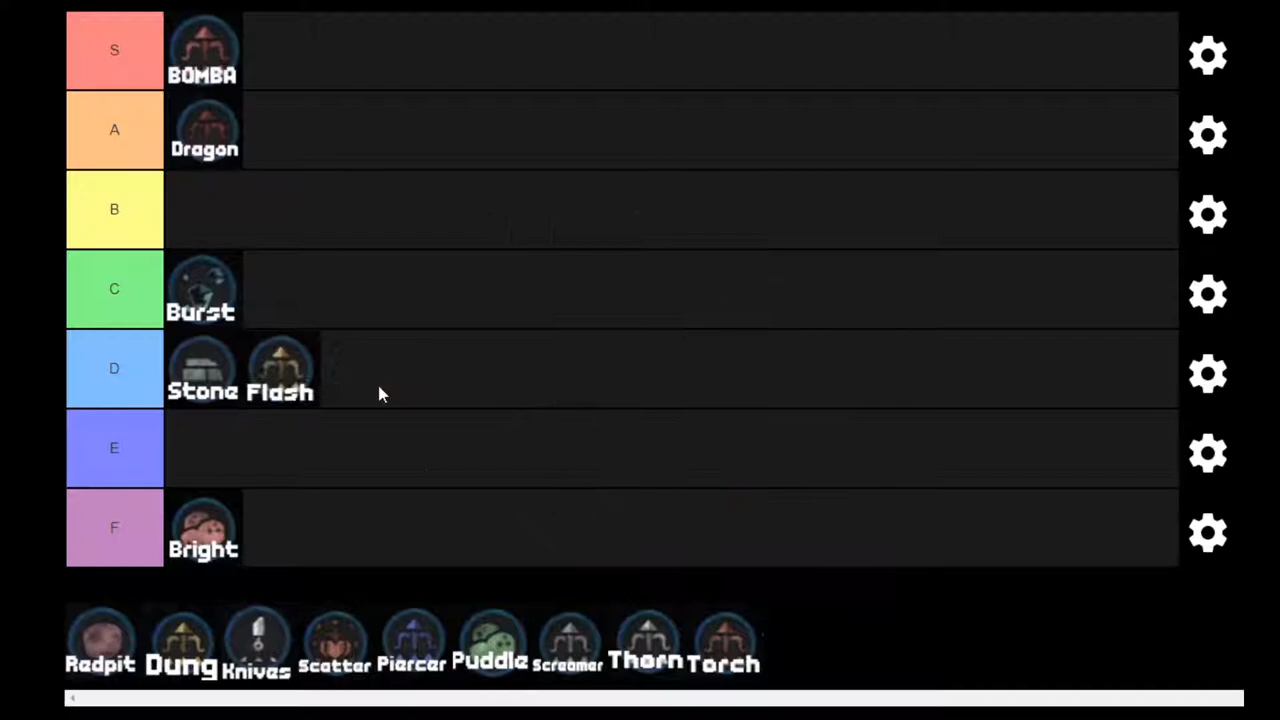 S BOMBA
A Dragon
B
C Burst
D Stone Flash
E
F Bright
Redpit Dung Knives Scatter Piercer Puddle Screamer Thorn Torch